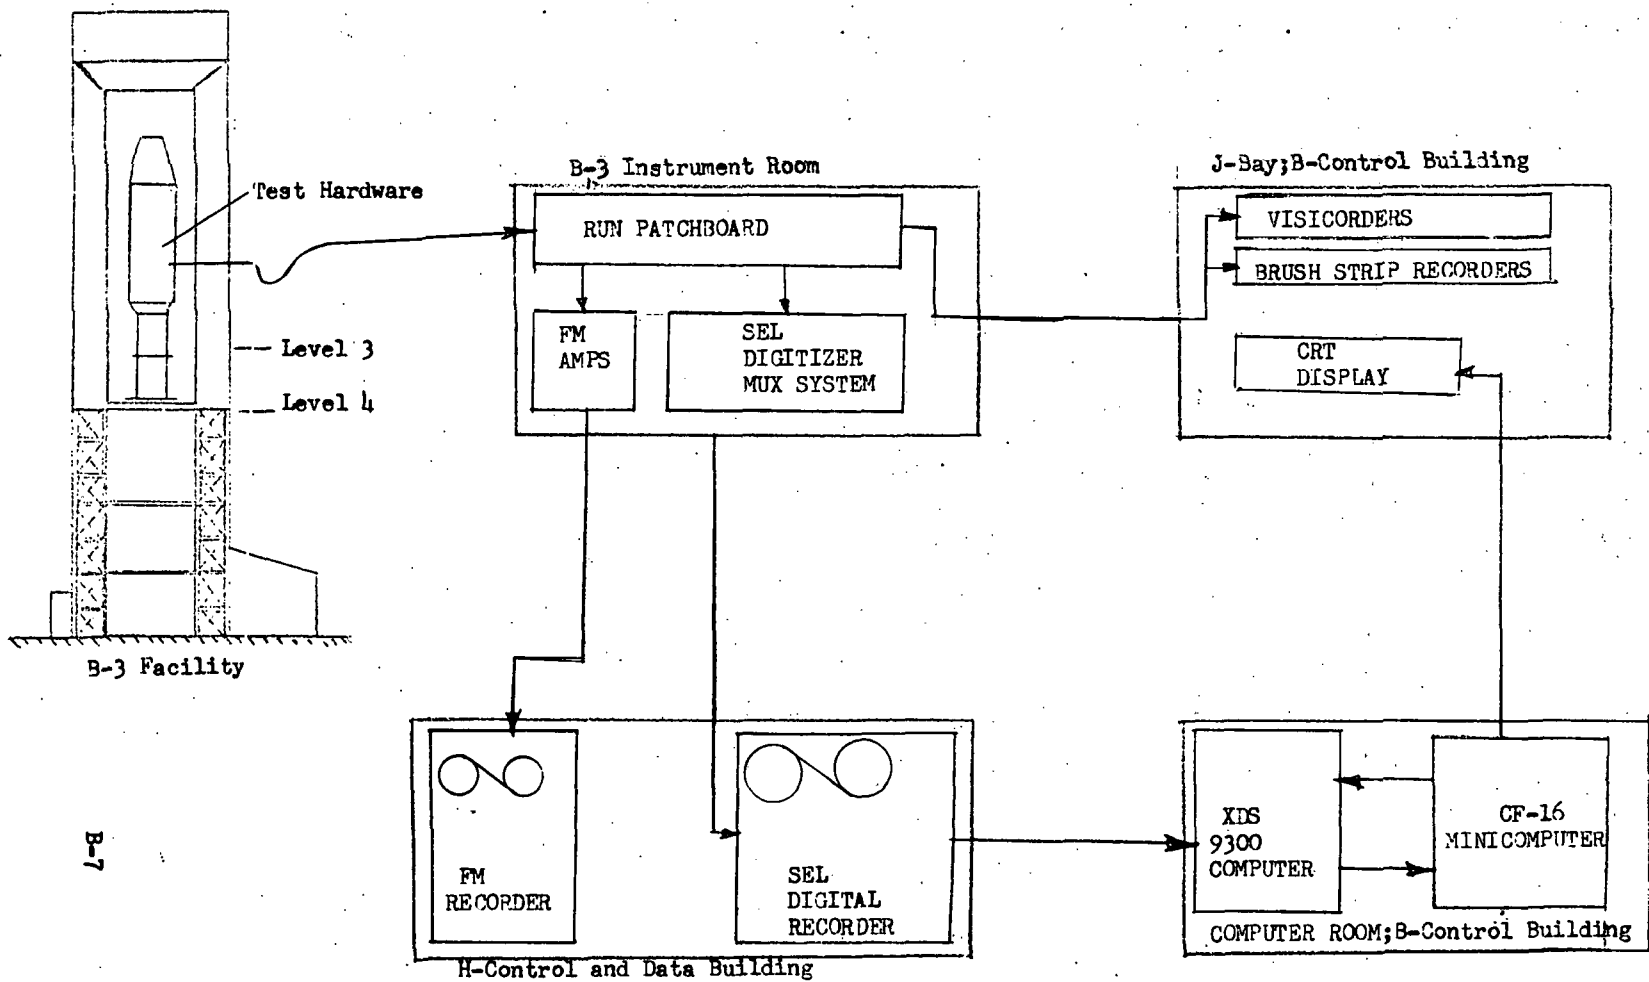 B-3 Instrument Room
J-Bay;B-Control Building
Test Hardware
RUN PATCHBOARD
VISICORDERS
BRUSH STRIP RECORDERS
FM
AMPS
SEL
DIGITIZER
MUX SYSTEM
CRT
DISPLAY
Level 3
Level 4
B-3 Facility
FM
RECORDER
SEL
DIGITAL
RECORDER
XDS
9300
COMPUTER
CF-16
MINICOMPUTER
COMPUTER ROOM;B-Control Building
H-Control and Data Building
B-7